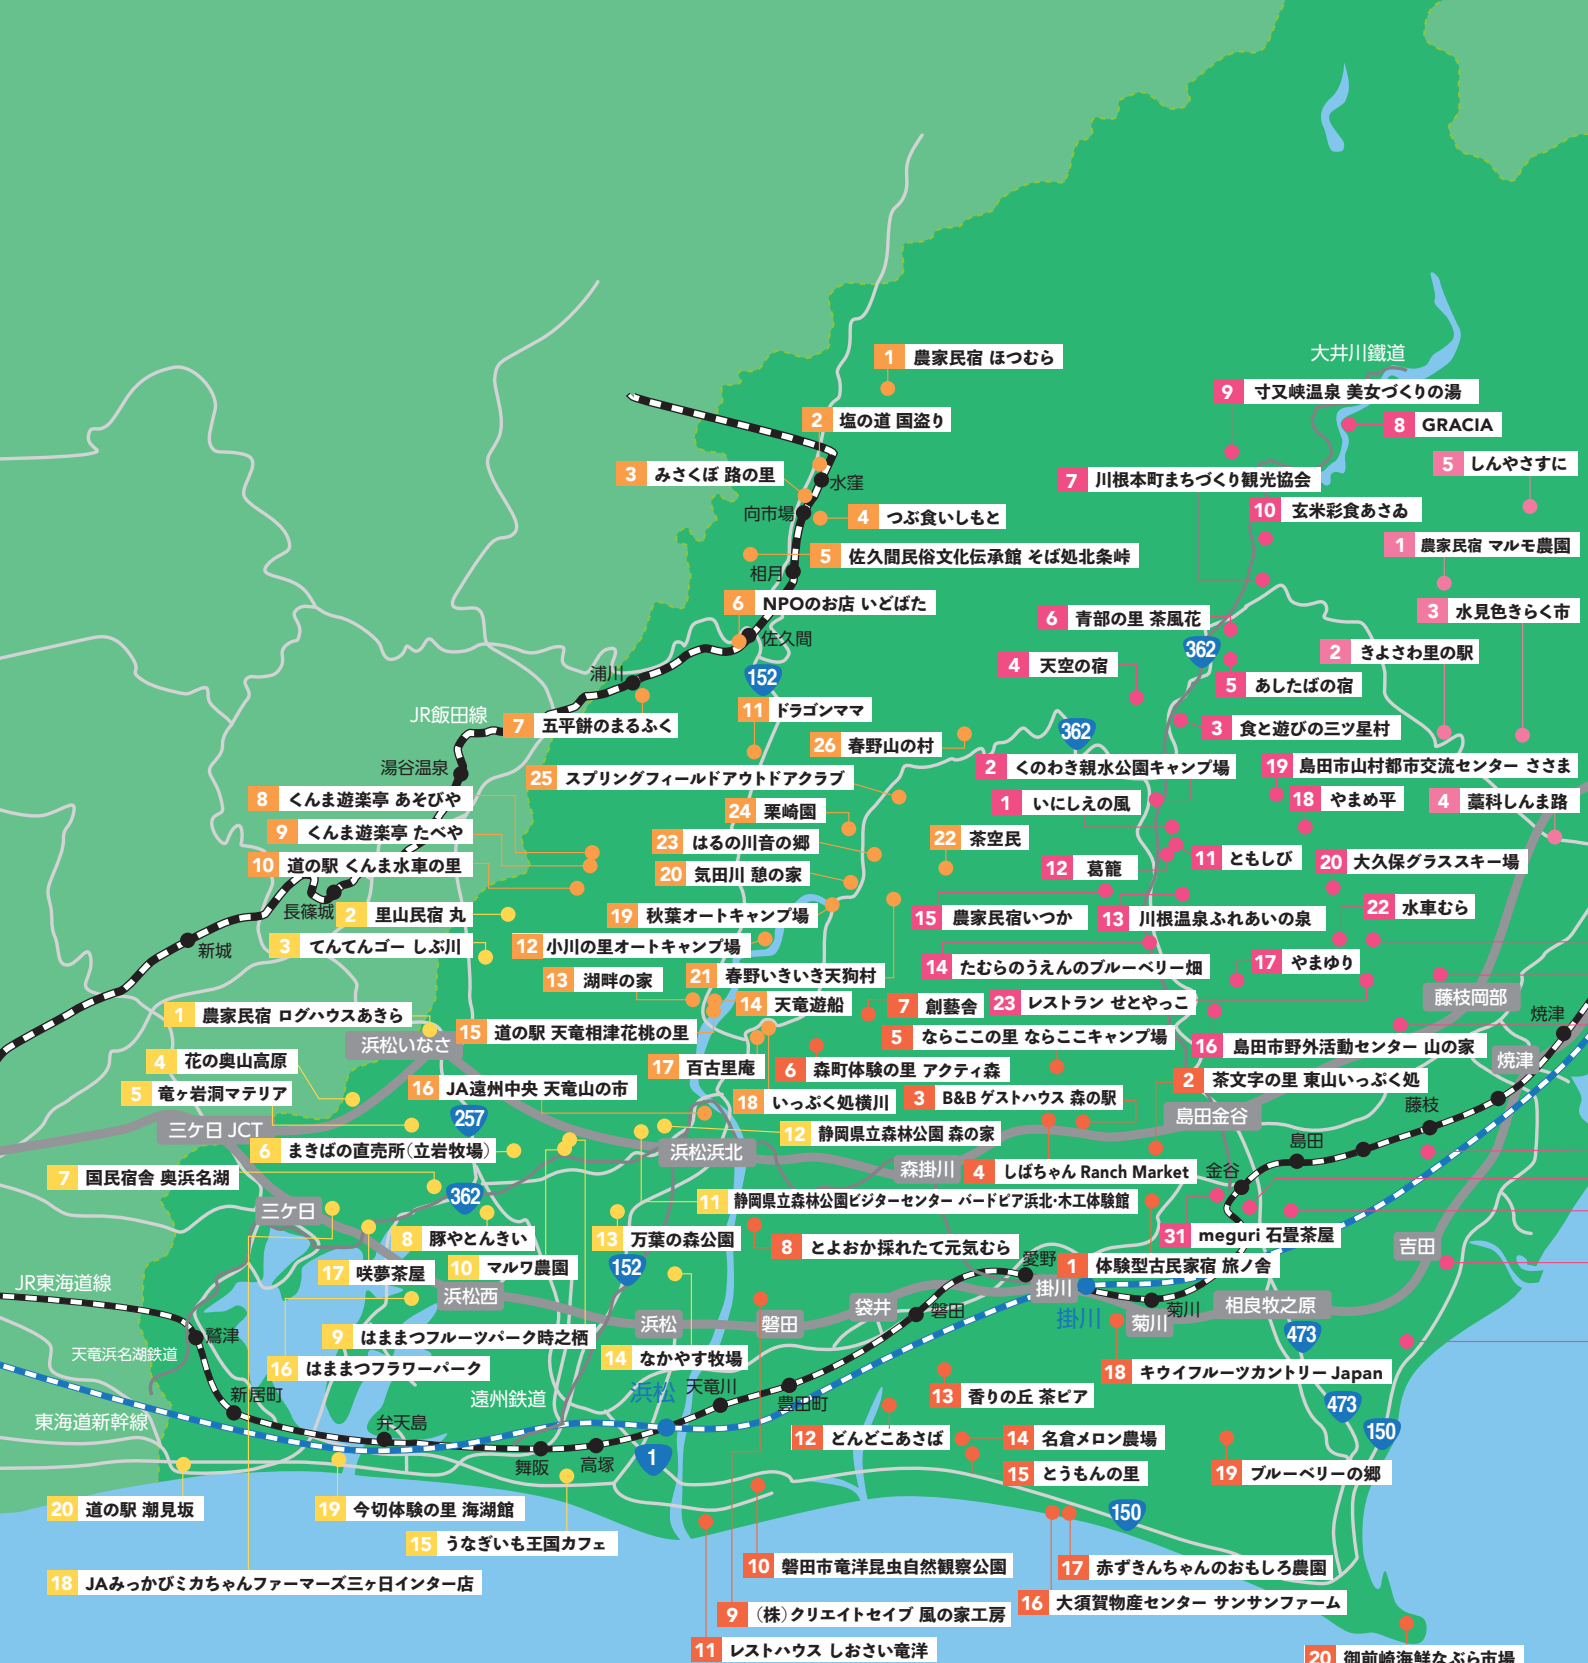 1 農家民宿 ほつむら
大井川鐵道
9 寸又峡温泉 美女づくりの湯
2 塩の道 国盗り
8 GRACIA
5 しんやさすに
3 みさくぼ 路の里
水窪
7 川根本町まちづくり観光協会
向市場
4 つぶ食いしもと
10 玄米彩食あさゐ
1 農家民宿 マルモ農園
5 佐久間民俗文化伝承館 そば処北条峠
相月
6 NPOのお店 いどばた
3 水見色きらく市
6 青部の里 茶風花
佐久間
362
2 きよさわ里の駅
4 天空の宿
浦川
152
5 あしたばの宿
JR飯田線
11 ドラゴンママ
7 五平餅のまるふく
362
3 食と遊びの三ツ星村
26 春野山の村
湯谷温泉
2 くのわき親水公園キャンプ場
19 島田市山村都市交流センター ささま
25 スプリングフィールドアウトドアクラブ
8 くんま遊楽亭 あそびや
1 いにしえの風
18 やまめ平
4 藁科しんま路
24 栗崎園
9 くんま遊楽亭 たべや
23 はるの川音の郷
22 茶空民
11 ともしび
20 大久保グラススキー場
10 道の駅 くんま水車の里
20 気田川 憩の家
12 葛籠
長篠城
2 里山民宿 丸
19 秋葉オートキャンプ場
15 農家民宿いつか
13 川根温泉ふれあいの泉
22 水車むら
新城
3 てんてんゴー しぶ川
12 小川の里オートキャンプ場
13 湖畔の家
21 春野いきいき天狗村
14 たむらのうえんのブルーベリー畑
17 やまゆり
藤枝岡部
14 天竜遊船
7 創藝舎
23 レストラン せとやっこ
1 農家民宿 ログハウスあきら
焼津
浜松いなさ
15 道の駅 天竜相津花桃の里
5 ならここの里 ならここキャンプ場
16 島田市野外活動センター 山の家
焼津
4 花の奥山高原
17 百古里庵
6 森町体験の里 アクティ森
2 茶文字の里 東山いっぷく処
5 竜ヶ岩洞マテリア
16 JA遠州中央 天竜山の市
18 いっぷく処横川
3 B&B ゲストハウス 森の駅
藤枝
257
島田金谷
三ケ日 JCT
12 静岡県立森林公園 森の家
島田
6 まきばの直売所（立岩牧場）
浜松浜北
森掛川
4 しばちゃん Ranch Market
金谷
7 国民宿舎 奥浜名湖
362
11 静岡県立森林公園ビジターセンター バードピア浜北・木工体験館
三ケ日
8 豚やとんきい
13 万葉の森公園
8 とよおか採れたて元気むら
31 meguri 石畳茶屋
吉田
愛野
1 体験型古民家宿 旅ノ舎
17 咲夢茶屋
10 マルワ農園
152
JR東海道線
掛川
浜松西
袋井
磐田
掛川
菊川
菊川
相良牧之原
浜松
磐田
鷲津
9 はままつフルーツパーク時之栖
473
天竜浜名湖鉄道
14 なかやす牧場
16 はままつフラワーパーク
18 キウイフルーツカントリー Japan
新居町
遠州鉄道
浜松
天竜川
豊田町
13 香りの丘 茶ピア
473
東海道新幹線
弁天島
12 どんどこあさば
14 名倉メロン農場
150
舞阪
高塚
1
15 とうもんの里
19 ブルーベリーの郷
20 道の駅 潮見坂
19 今切体験の里 海湖館
150
15 うなぎいも王国カフェ
10 磐田市竜洋昆虫自然観察公園
17 赤ずきんちゃんのおもしろ農園
18 JAみっかびミカちゃんファーマーズ三ヶ日インター店
9 （株）クリエイトセイブ 風の家工房
16 大須賀物産センター サンサンファーム
11 レストハウス しおさい竜洋
20 御前崎海鮮なぶら市場